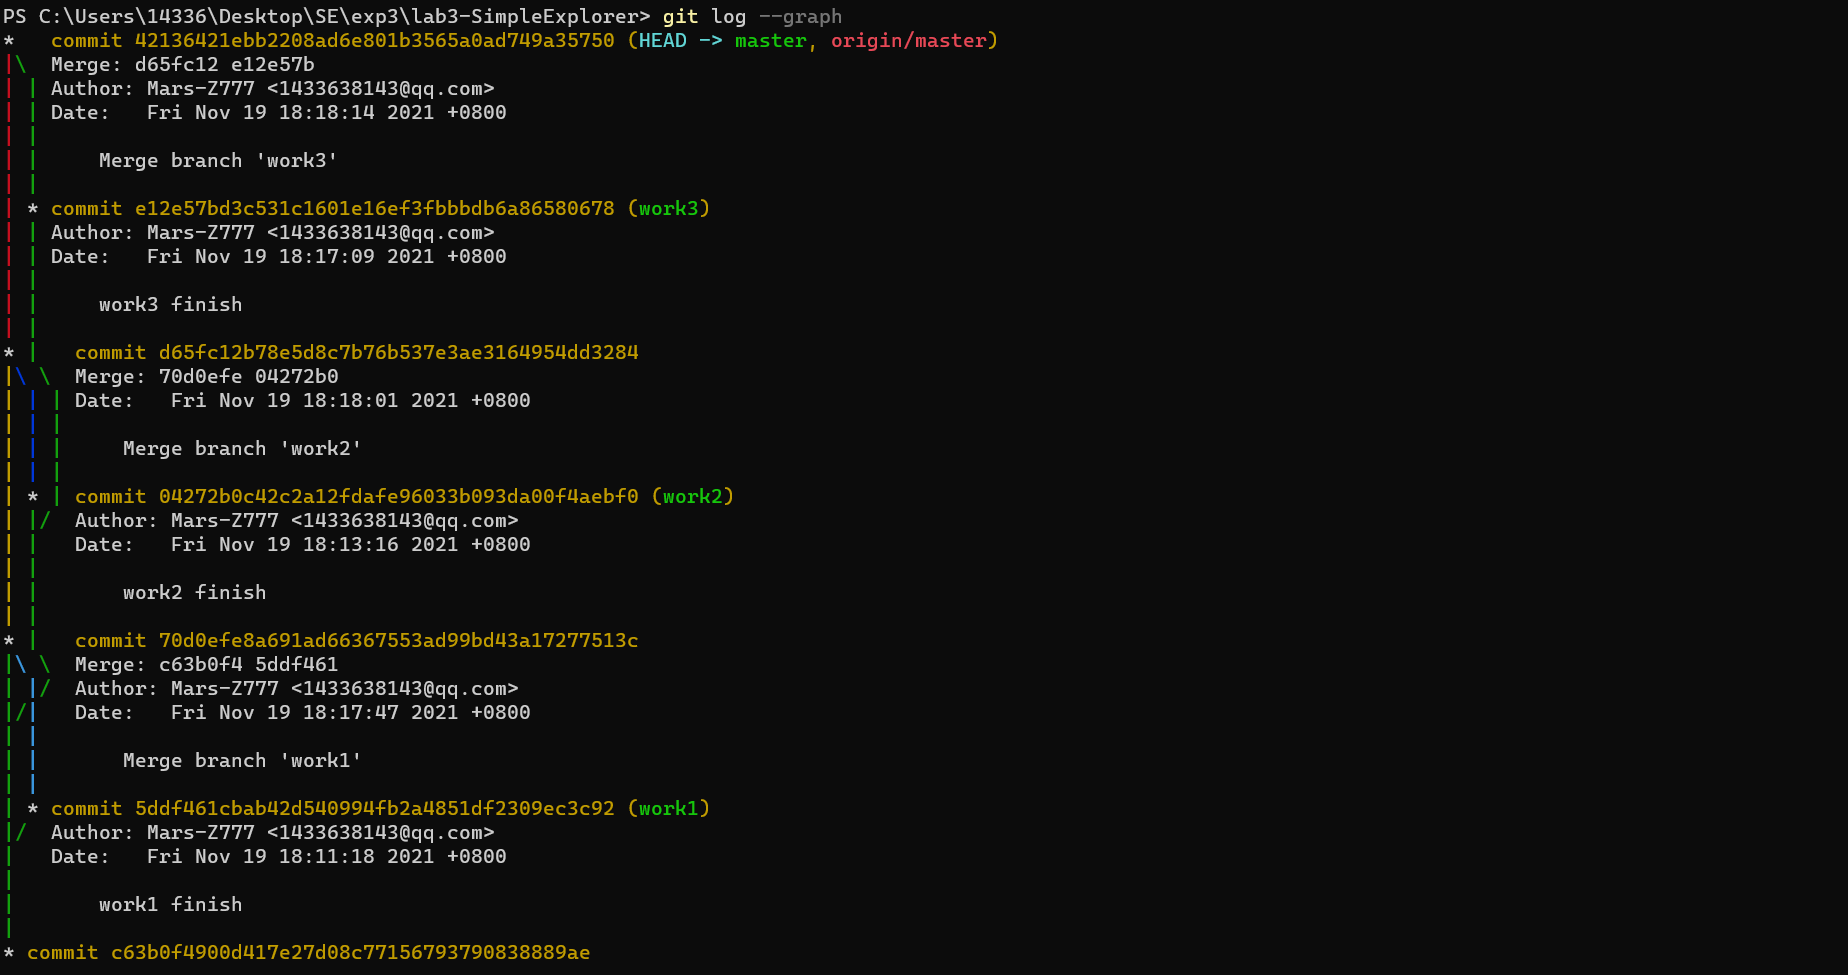 PS C:\Users\14336\Desktop\SE\exp3\lab3-SimpleExplorer> git log --graph
*   commit 42136421ebb2208ad6e801b3565a0ad749a35750 (HEAD -> master, origin/master)
|\  Merge: d65fc12 e12e57b
| | Author: Mars-Z777 <1433638143@qq.com>
| | Date:   Fri Nov 19 18:18:14 2021 +0800
| |
| |     Merge branch 'work3'
| |
| * commit e12e57bd3c531c1601e16ef3fbbbdb6a86580678 (work3)
| | Author: Mars-Z777 <1433638143@qq.com>
| | Date:   Fri Nov 19 18:17:09 2021 +0800
| |
| |     work3 finish
| |
* |   commit d65fc12b78e5d8c7b76b537e3ae3164954dd3284
|\ \  Merge: 70d0efe 04272b0
| | | Date:   Fri Nov 19 18:18:01 2021 +0800
| | |
| | |     Merge branch 'work2'
| | |
| * | commit 04272b0c42c2a12fdafe96033b093da00f4aebf0 (work2)
| |/  Author: Mars-Z777 <1433638143@qq.com>
| |   Date:   Fri Nov 19 18:13:16 2021 +0800
| |
| |       work2 finish
| |
* |   commit 70d0efe8a691ad66367553ad99bd43a17277513c
|\ \  Merge: c63b0f4 5ddf461
| |/  Author: Mars-Z777 <1433638143@qq.com>
|/|   Date:   Fri Nov 19 18:17:47 2021 +0800
| |
| |       Merge branch 'work1'
| |
| * commit 5ddf461cbab42d540994fb2a4851df2309ec3c92 (work1)
|/  Author: Mars-Z777 <1433638143@qq.com>
|   Date:   Fri Nov 19 18:11:18 2021 +0800
|
|       work1 finish
|
* commit c63b0f4900d417e27d08c77156793790838889ae